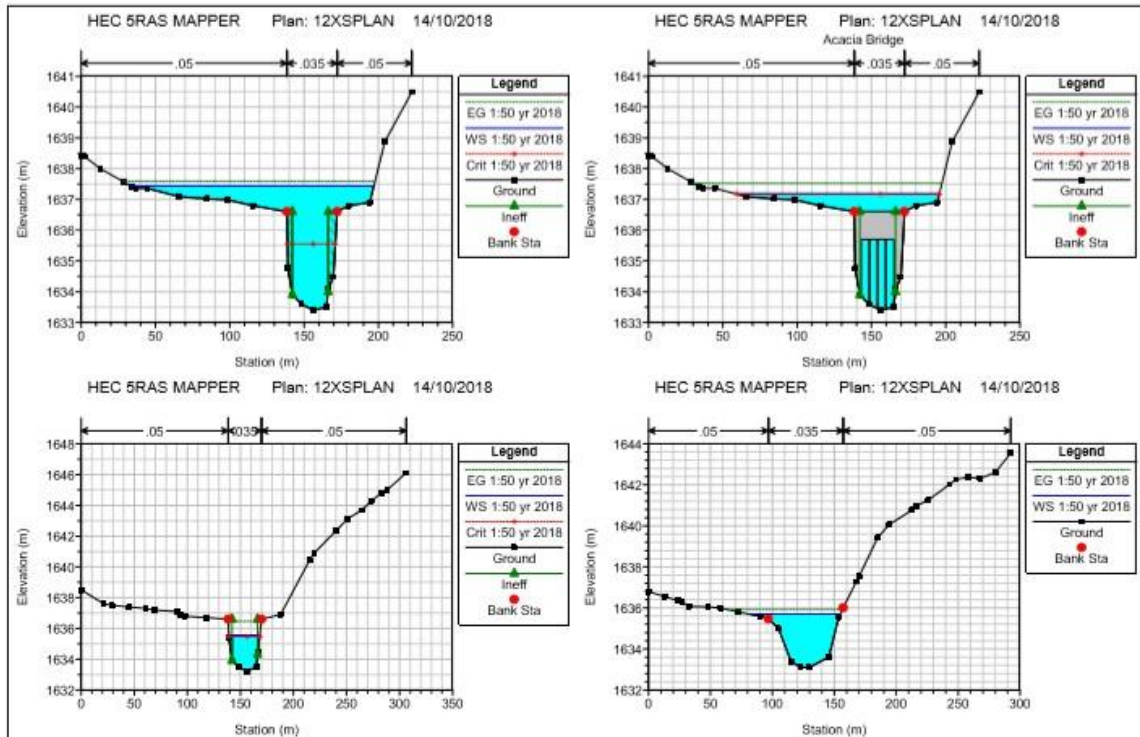 HEC 5RAS MAPPER Plan: 12XSPLAN 14/10/2018
.05 .035 .05
Elevation (m)
1641
1640
1639
1638
1637
1636
1635
1634
1633
0 50 100 150 200 250
Station (m)
Legend
EG 1:50 yr 2018
WS 1:50 yr 2018
Crit 1:50 yr 2018
Ground
Ineff
Bank Sta
HEC 5RAS MAPPER Plan: 12XSPLAN 14/10/2018
Acacia Bridge
.05 .035 .05
Elevation (m)
1641
1640
1639
1638
1637
1636
1635
1634
1633
0 50 100 150 200 250
Station (m)
Legend
EG 1:50 yr 2018
WS 1:50 yr 2018
Crit 1:50 yr 2018
Ground
Ineff
Bank Sta
HEC 5RAS MAPPER Plan: 12XSPLAN 14/10/2018
.05 .035 .05
Elevation (m)
1648
1646
1644
1642
1640
1638
1636
1634
1632
0 50 100 150 200 250 300 350
Station (m)
Legend
EG 1:50 yr 2018
WS 1:50 yr 2018
Crit 1:50 yr 2018
Ground
Ineff
Bank Sta
HEC 5RAS MAPPER Plan: 12XSPLAN 14/10/2018
.05 .035 .05
Elevation (m)
1644
1642
1640
1638
1636
1634
1632
0 50 100 150 200 250 300
Station (m)
Legend
EG 1:50 yr 2018
WS 1:50 yr 2018
Ground
Bank Sta